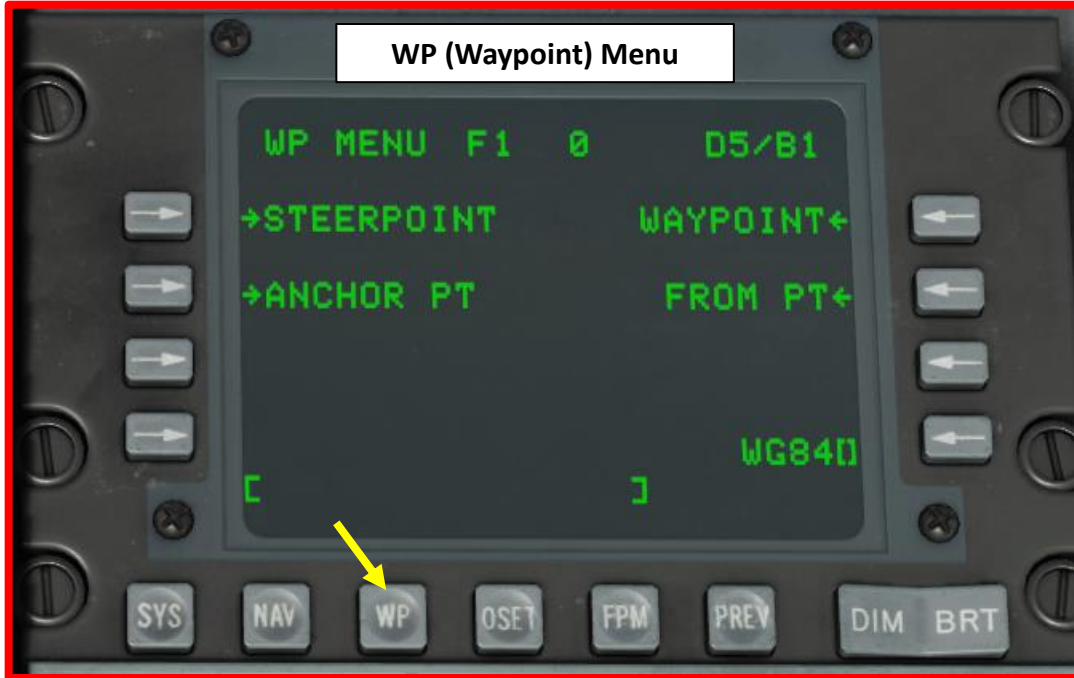 WP (Waypoint) Menu
WP MENU F1 0 D5/B1
→STEERPOINT WAYPOINT←
→ANCHOR PT FROM PT←
WG84[]
[ ]
SYS NAV WP OSET FPM PREV DIM BRT